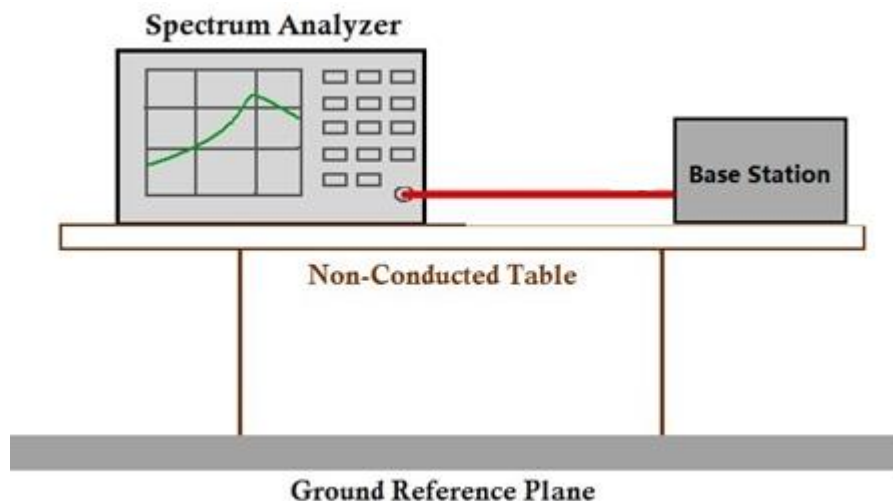 Spectrum Analyzer
Base Station
Non-Conducted Table
Ground Reference Plane